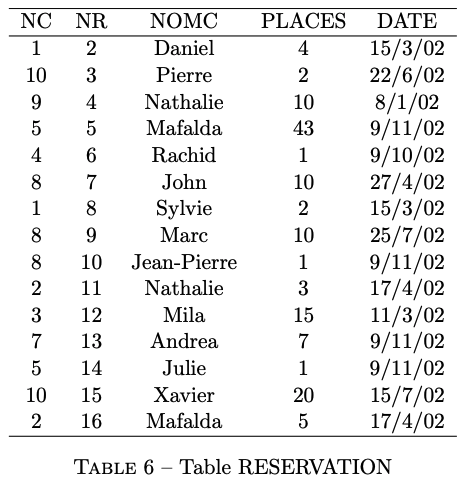 NC NR NOMC PLACES DATE
1 2 Daniel 4 15/3/02
10 3 Pierre 2 22/6/02
9 4 Nathalie 10 8/1/02
5 5 Mafalda 43 9/11/02
4 6 Rachid 1 9/10/02
8 7 John 10 27/4/02
1 8 Sylvie 2 15/3/02
8 9 Marc 10 25/7/02
8 10 Jean-Pierre 1 9/11/02
2 11 Nathalie 3 17/4/02
3 12 Mila 15 11/3/02
7 13 Andrea 7 9/11/02
5 14 Julie 1 9/11/02
10 15 Xavier 20 15/7/02
2 16 Mafalda 5 17/4/02
TABLE 6 – Table RESERVATION